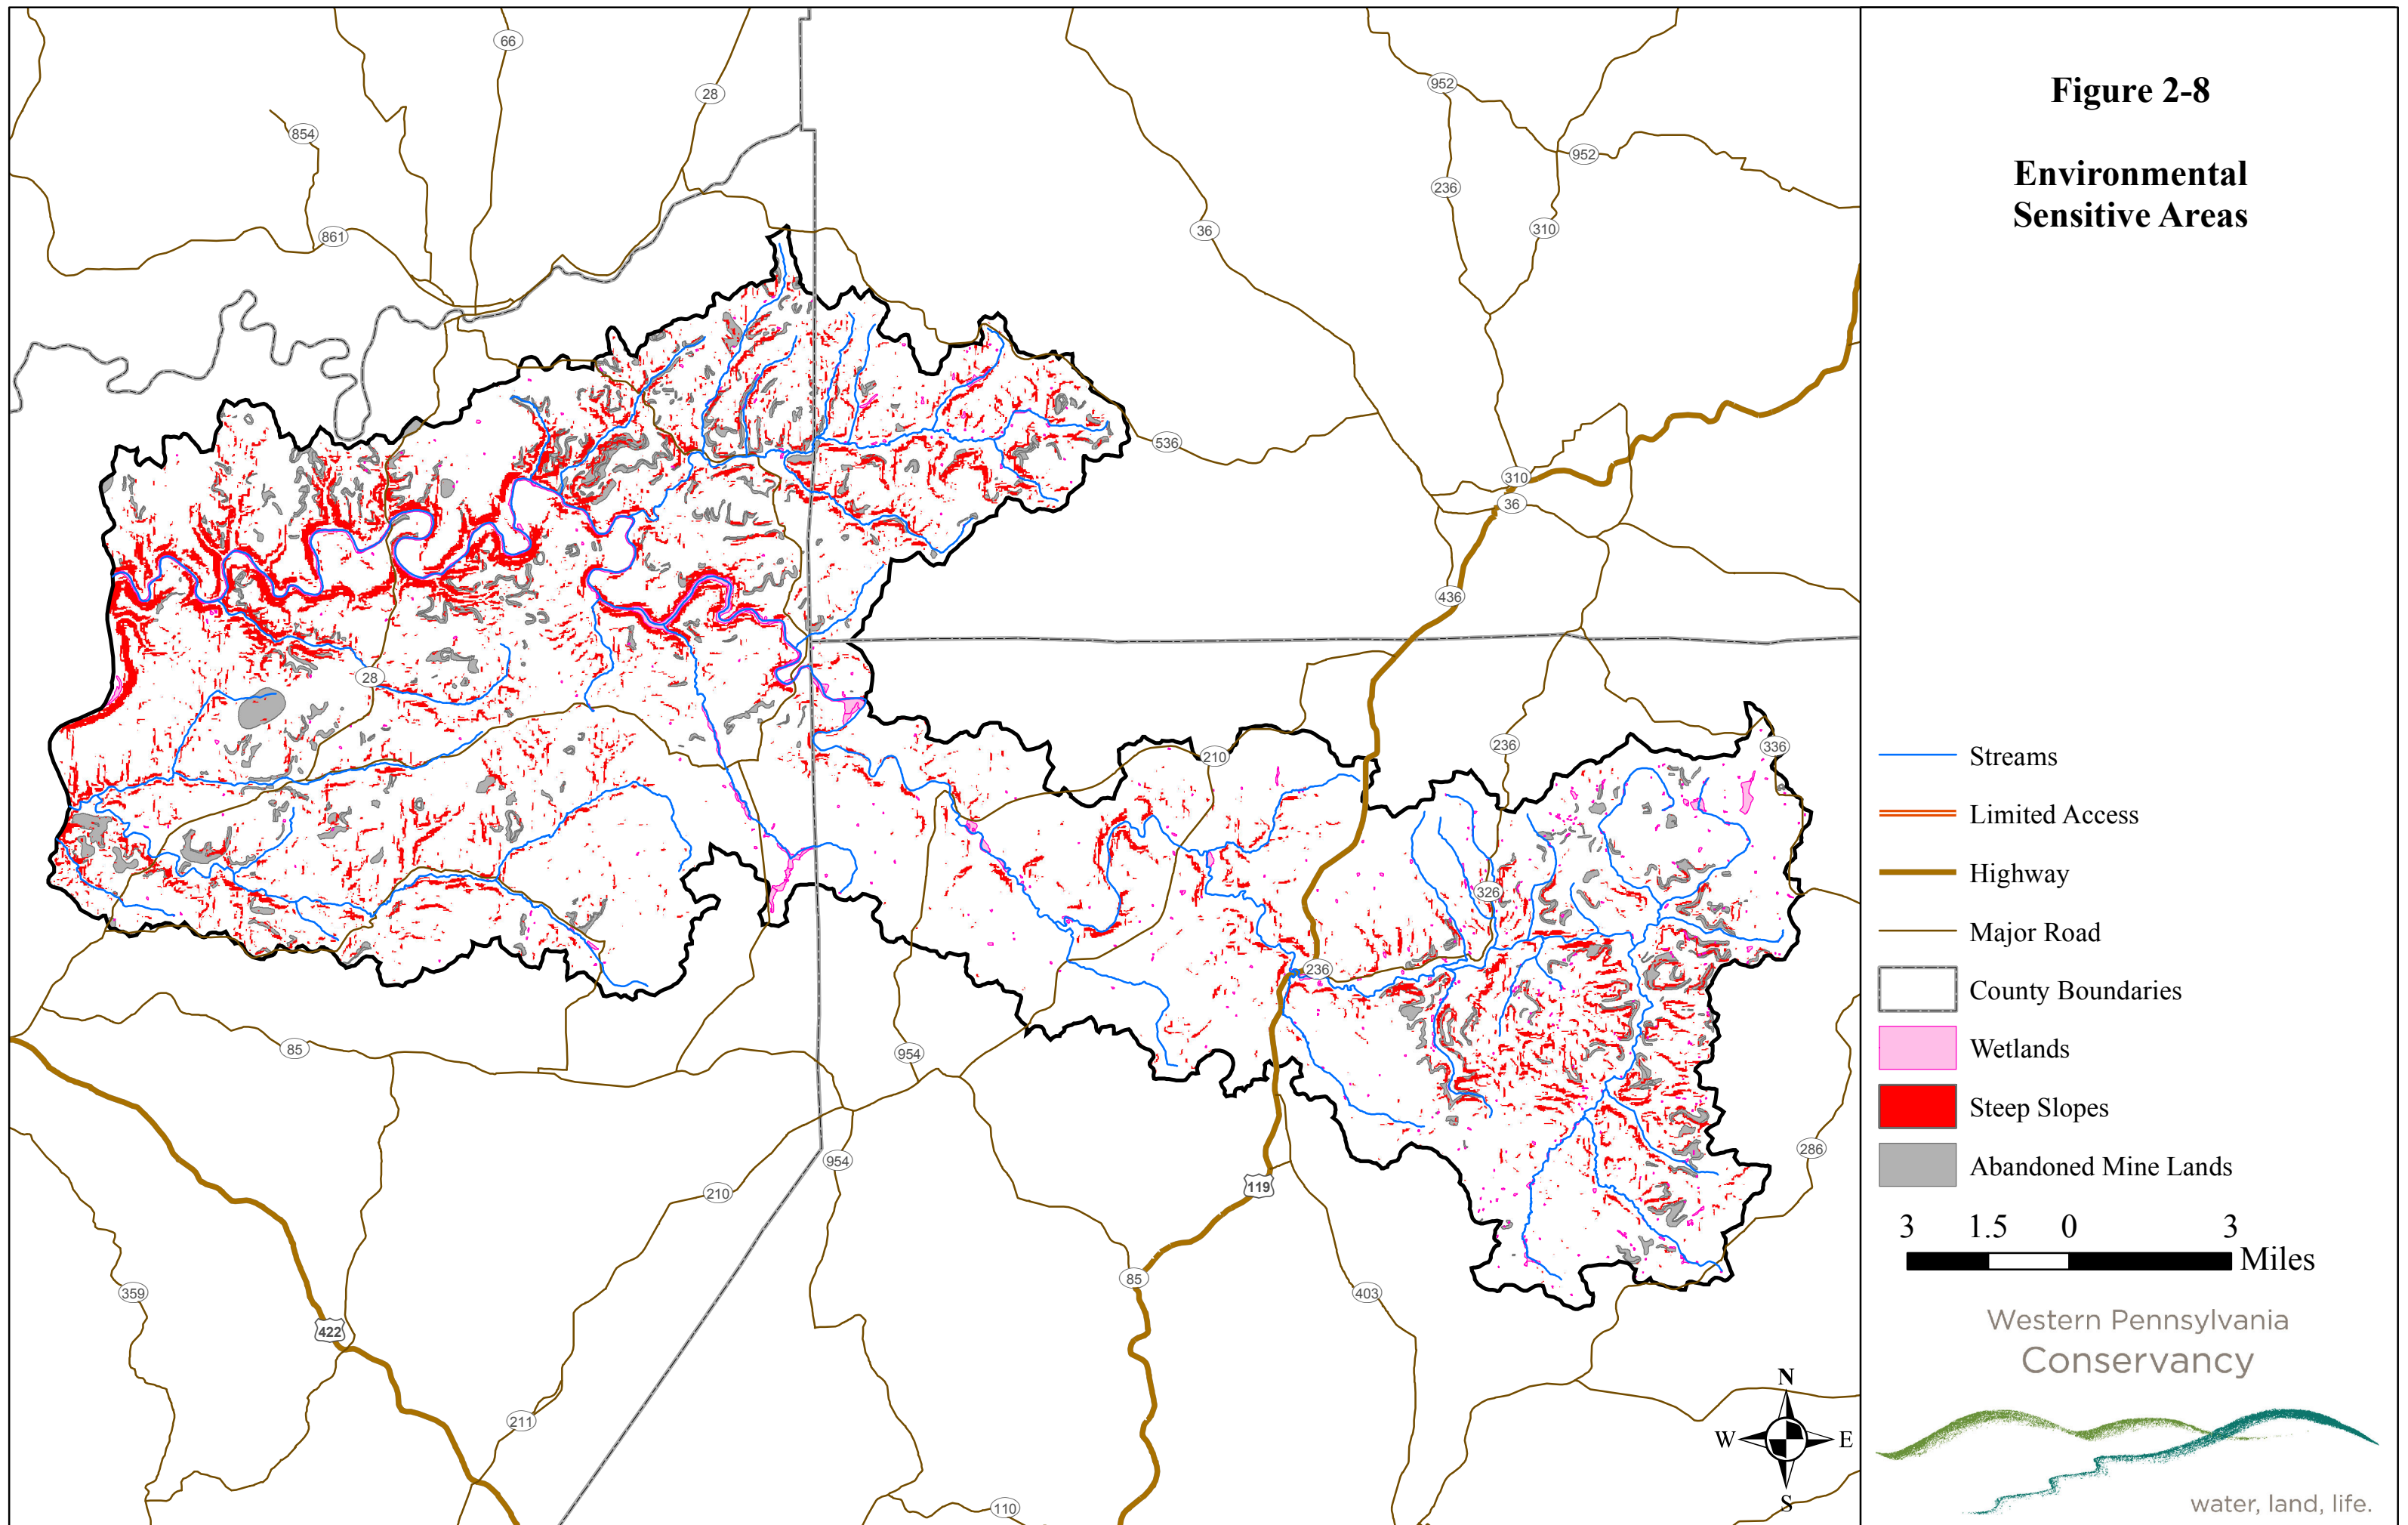 Figure 2-8
Environmental
Sensitive Areas
66
28
854
861
952
952
236
310
36
536
310
36
436
28
210
236
336
326
236
85
954
954
210
286
119
85
359
422
403
211
110
Streams
Limited Access
Highway
Major Road
County Boundaries
Wetlands
Steep Slopes
Abandoned Mine Lands
3 1.5 0 3
Miles
N
W E
S
Western Pennsylvania
Conservancy
water, land, life.